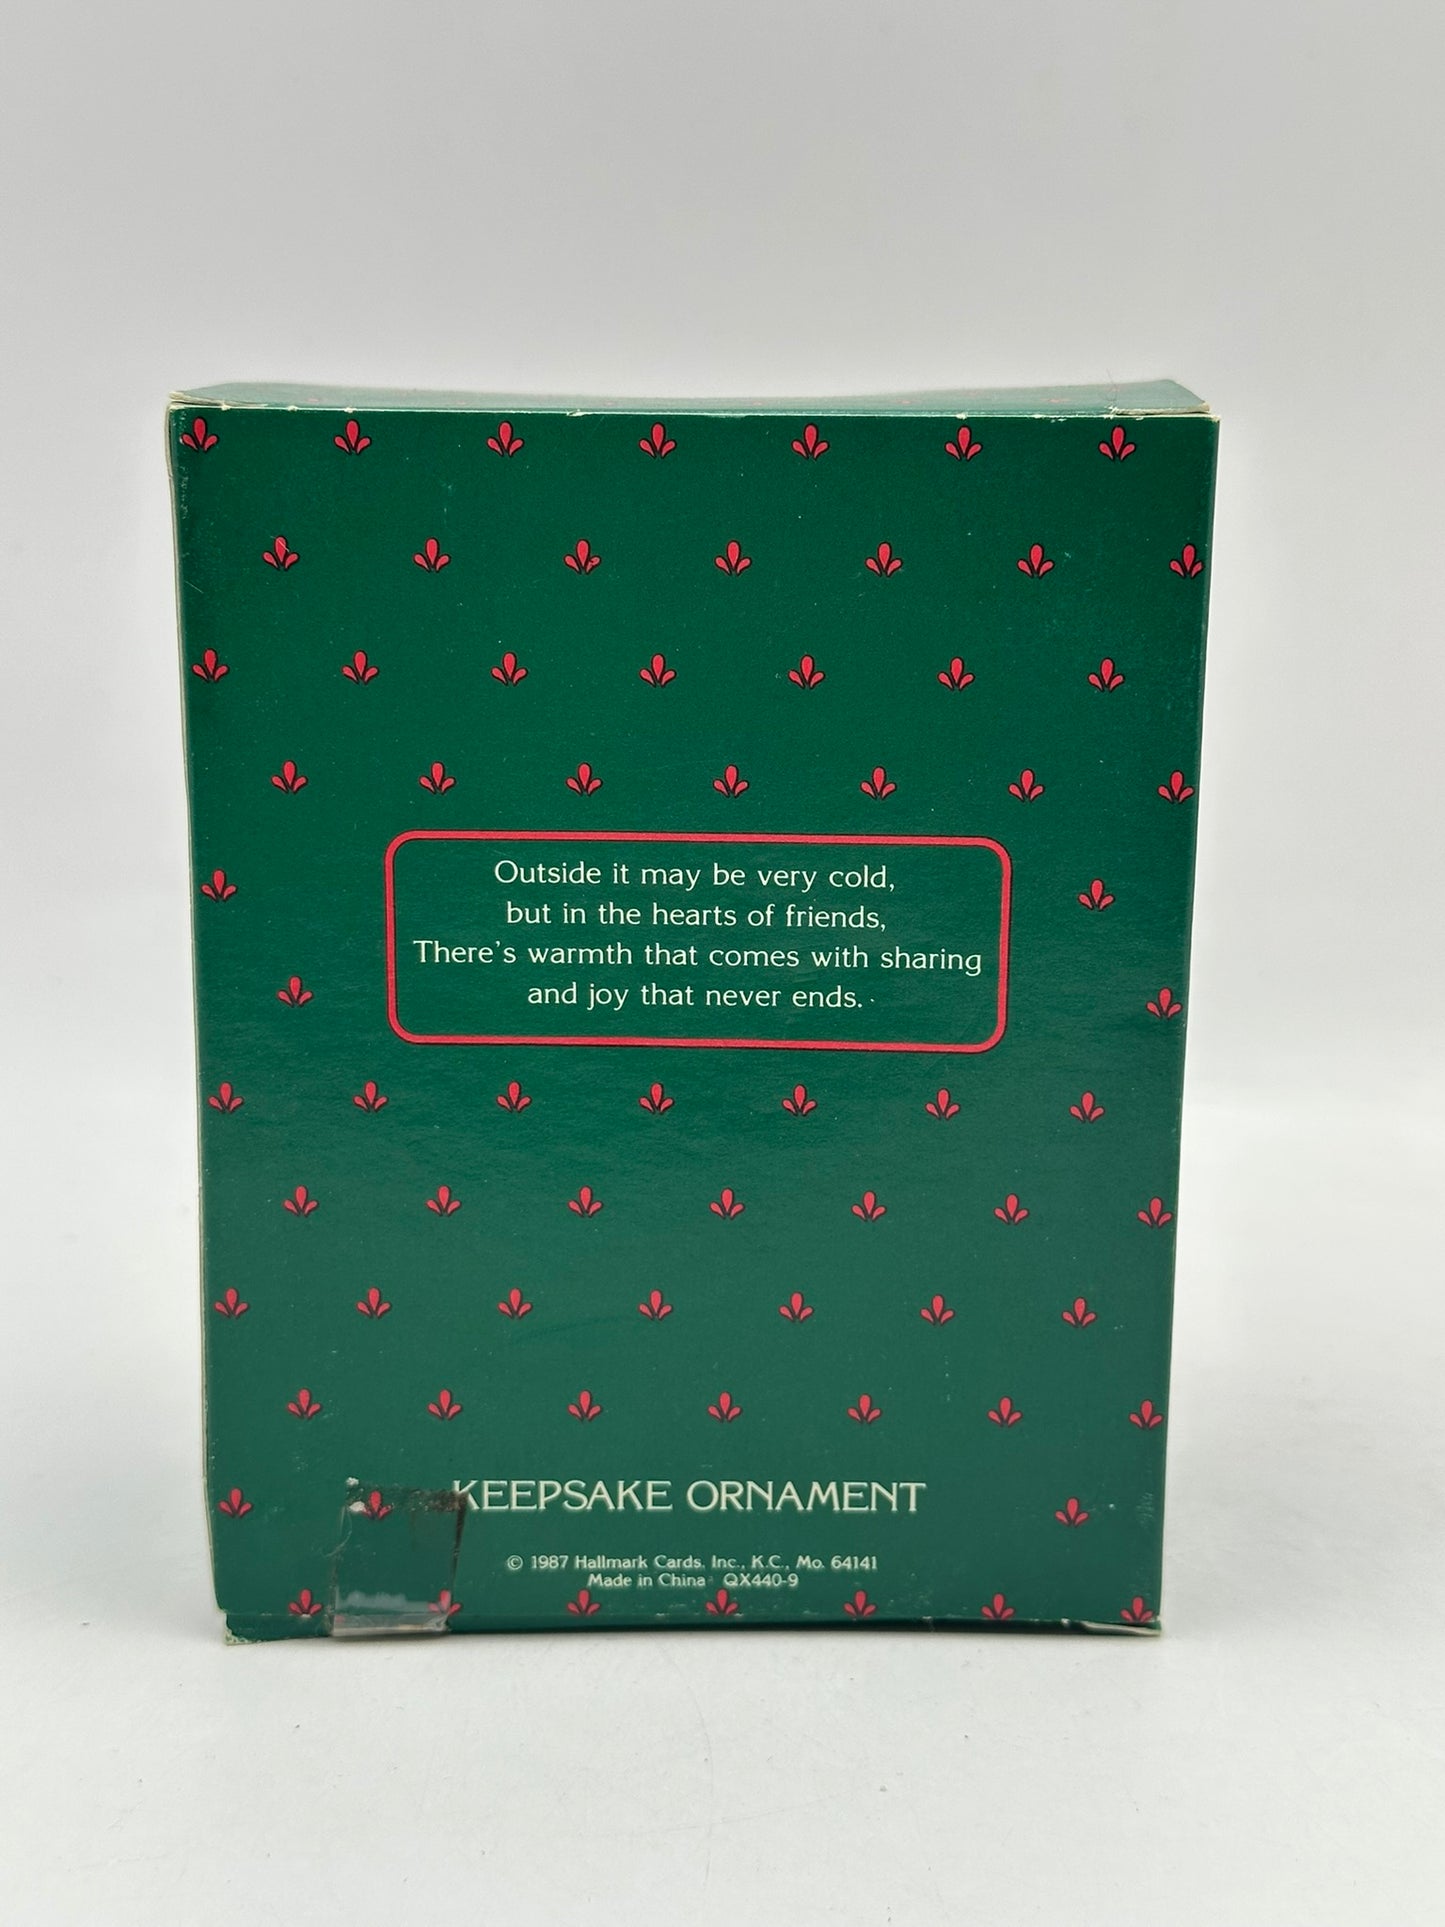 Outside it may be very cold,
but in the hearts of friends,
There's warmth that comes with sharing
and joy that never ends.
KEEPSAKE ORNAMENT
© 1987 Hallmark Cards, Inc., K.C., Mo. 64141
Made in China QX440-9